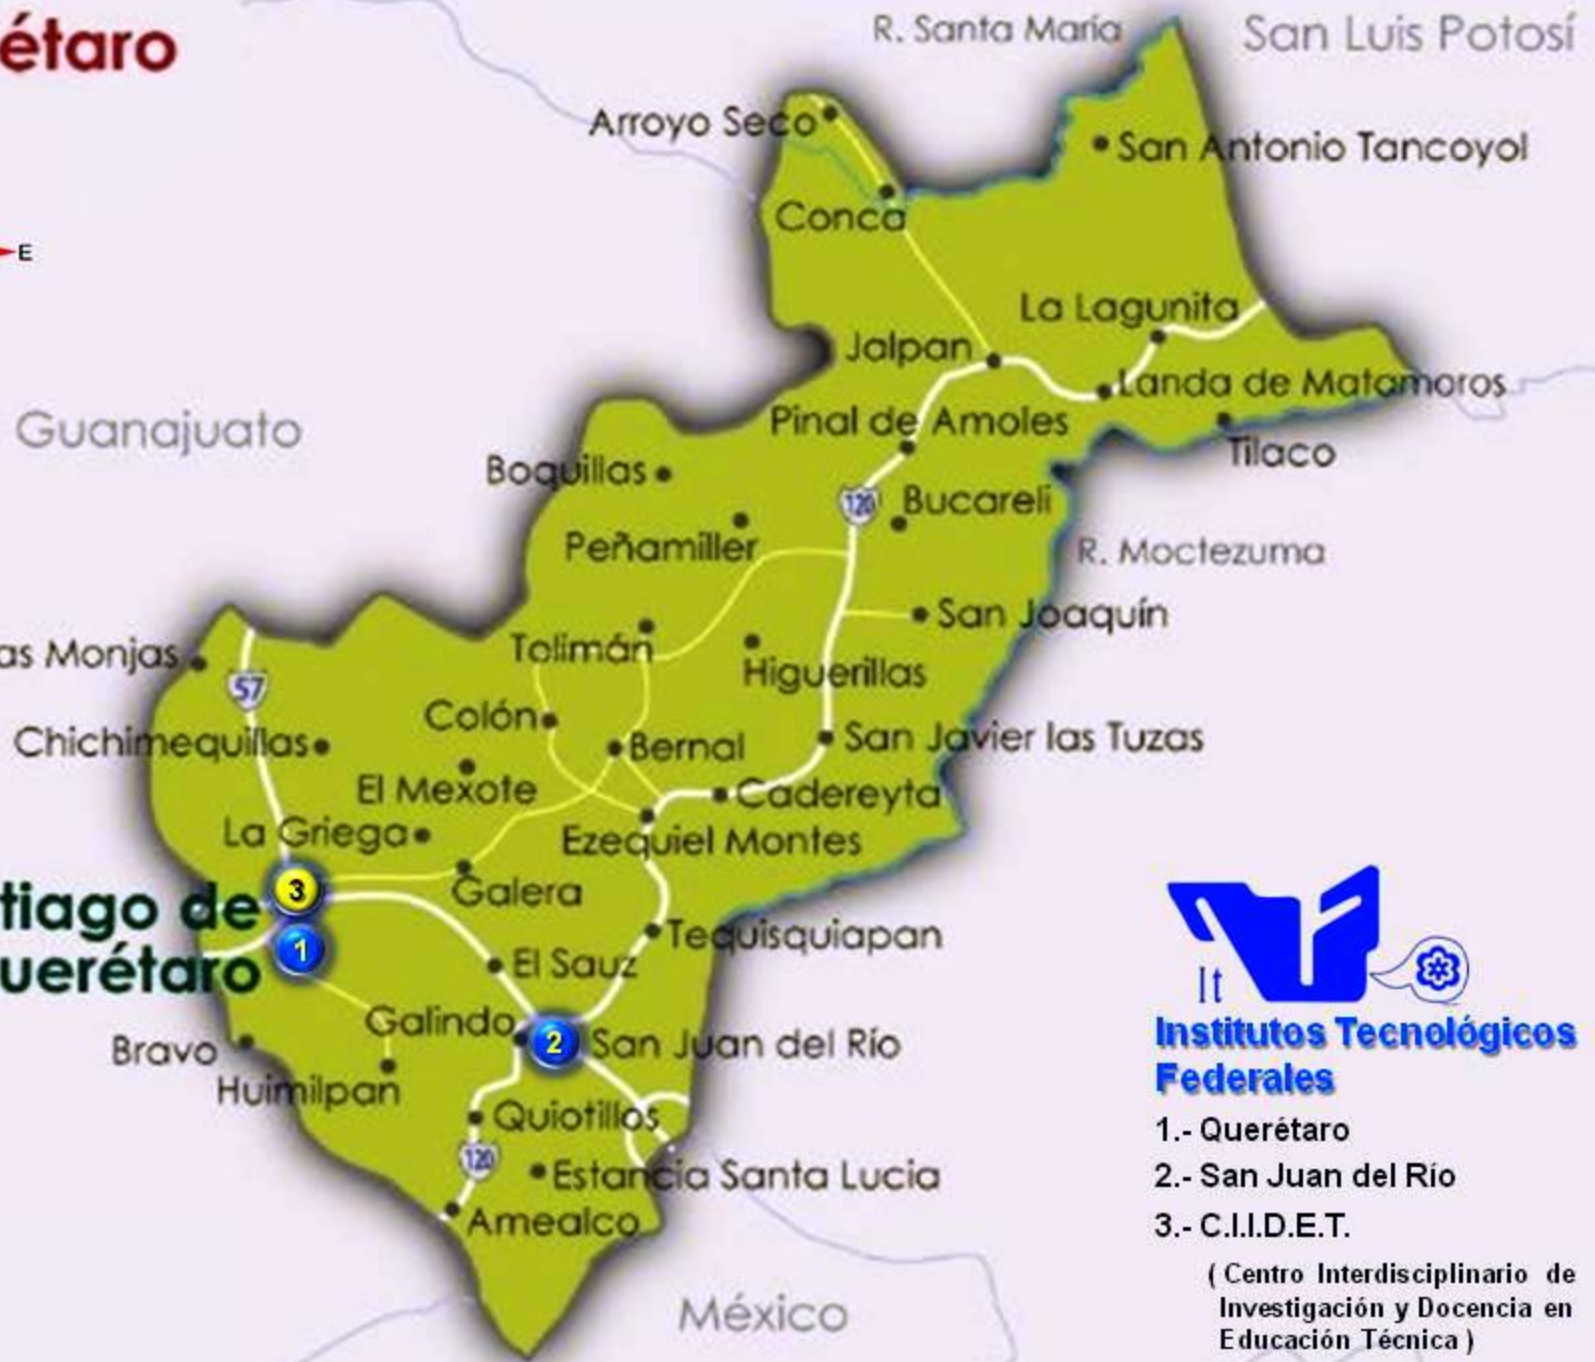 étaro
R. Santa María
San Luis Potosí
Arroyo Seco
San Antonio Tancoyol
Conca
E
La Lagunita
Jalpan
Landa de Matamoros
Pinal de Amoles
Guanajuato
Tilaco
Boquillas
120
Bucareli
Peñamiller
R. Moctezuma
San Joaquín
Tolimán
as Monjas
Higuerillas
57
Colón
Chichimequillas
Bernal
San Javier las Tuzas
El Mexote
Cadereyta
La Griega
Ezequiel Montes
3
Galera
tiago de
uerétaro
1
Tequisquiapan
El Sauz
It
Galindo
2
San Juan del Río
Bravo
Huimilpan
Quiotillos
120
Estancia Santa Lucia
Amealco
México
Institutos Tecnológicos
Federales
1.- Querétaro
2.- San Juan del Río
3.- C.I.I.D.E.T.
( Centro Interdisciplinario de
Investigación y Docencia en
Educación Técnica )